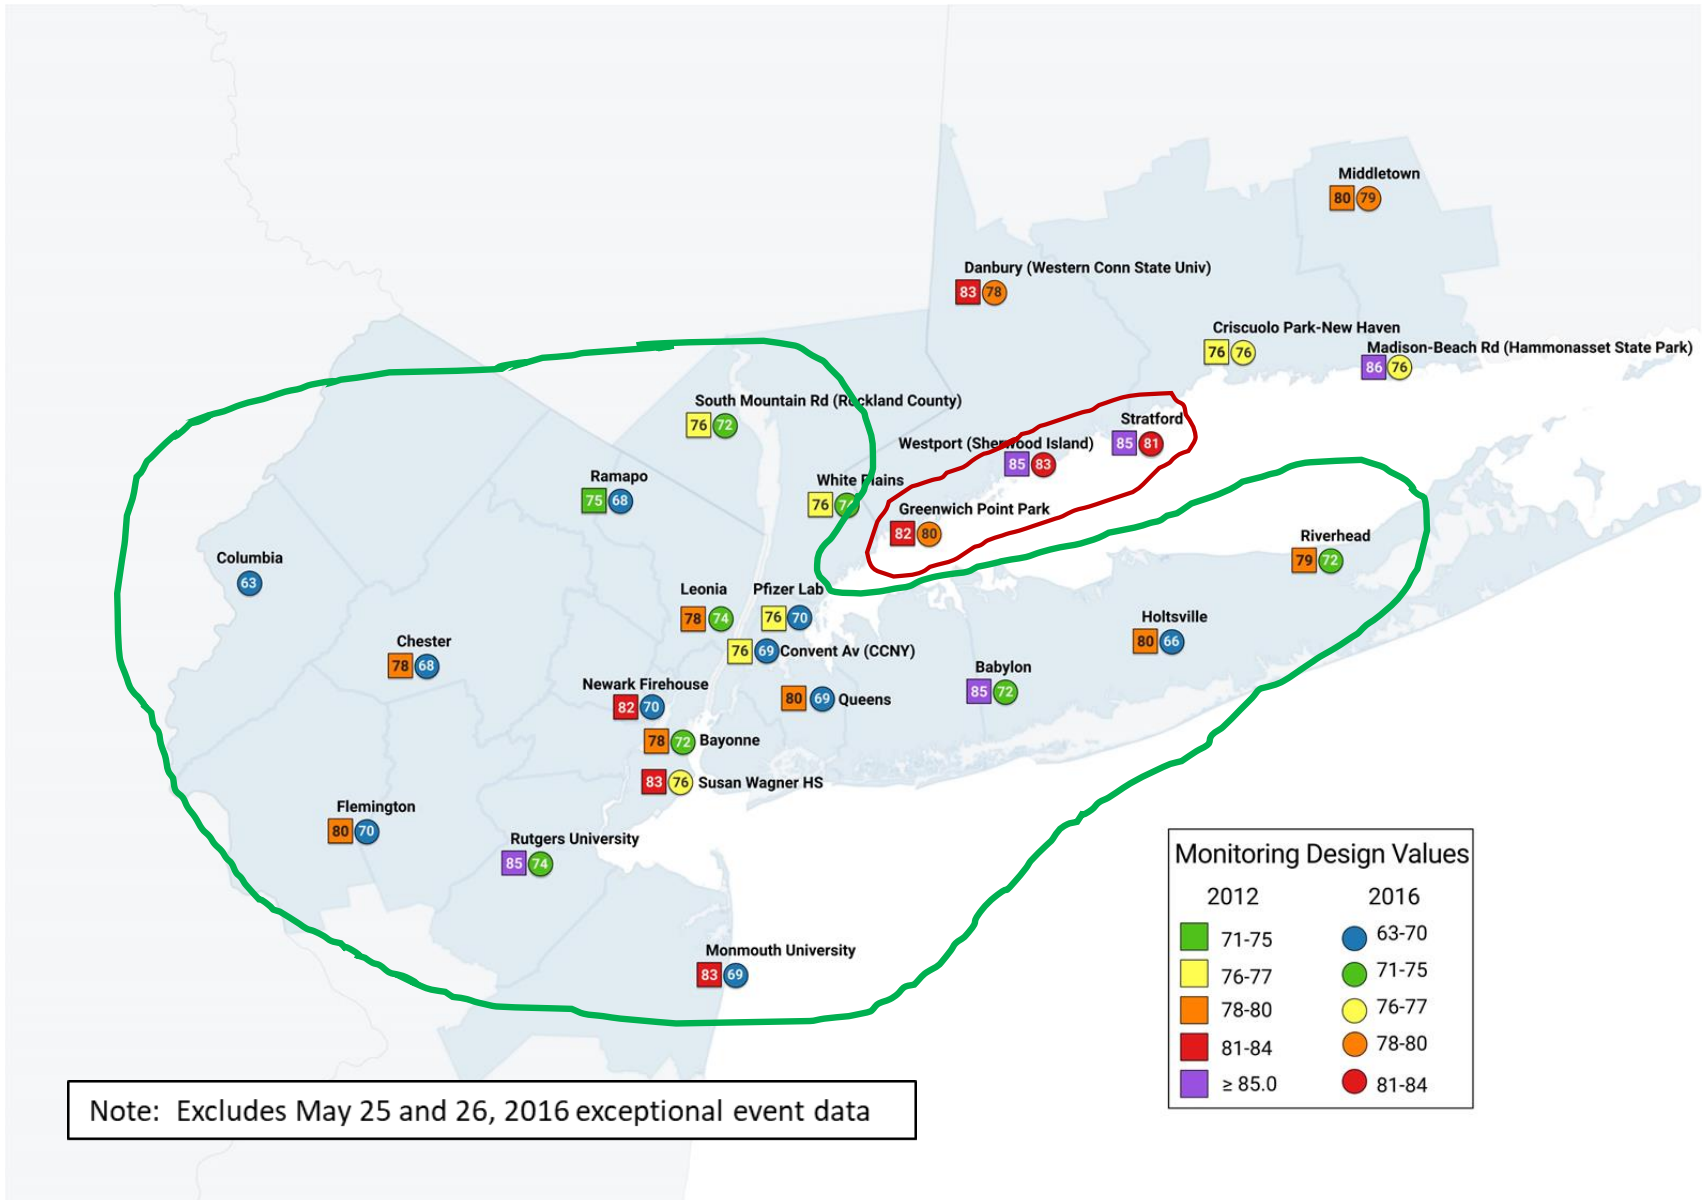 Middletown
80 79
Danbury (Western Conn State Univ)
83 78
Criscuolo Park-New Haven
76 76
Madison-Beach Rd (Hammonasset State Park)
86 76
South Mountain Rd (Rockland County)
76 72
Stratford
85 81
Westport (Sherwood Island)
85 83
Ramapo
75 68
White Plains
76 74
Greenwich Point Park
82 80
Riverhead
79 72
Columbia
63
Leonia
78 74
Pfizer Lab
76 70
Holtsville
80 66
Chester
78 68
76 69 Convent Av (CCNY)
Babylon
85 72
Newark Firehouse
82 70
80 69 Queens
78 72 Bayonne
83 76 Susan Wagner HS
Flemington
80 70
Rutgers University
85 74
Monmouth University
83 69
Monitoring Design Values
2012 2016
71-75 63-70
76-77 71-75
78-80 76-77
81-84 78-80
≥ 85.0 81-84
Note: Excludes May 25 and 26, 2016 exceptional event data